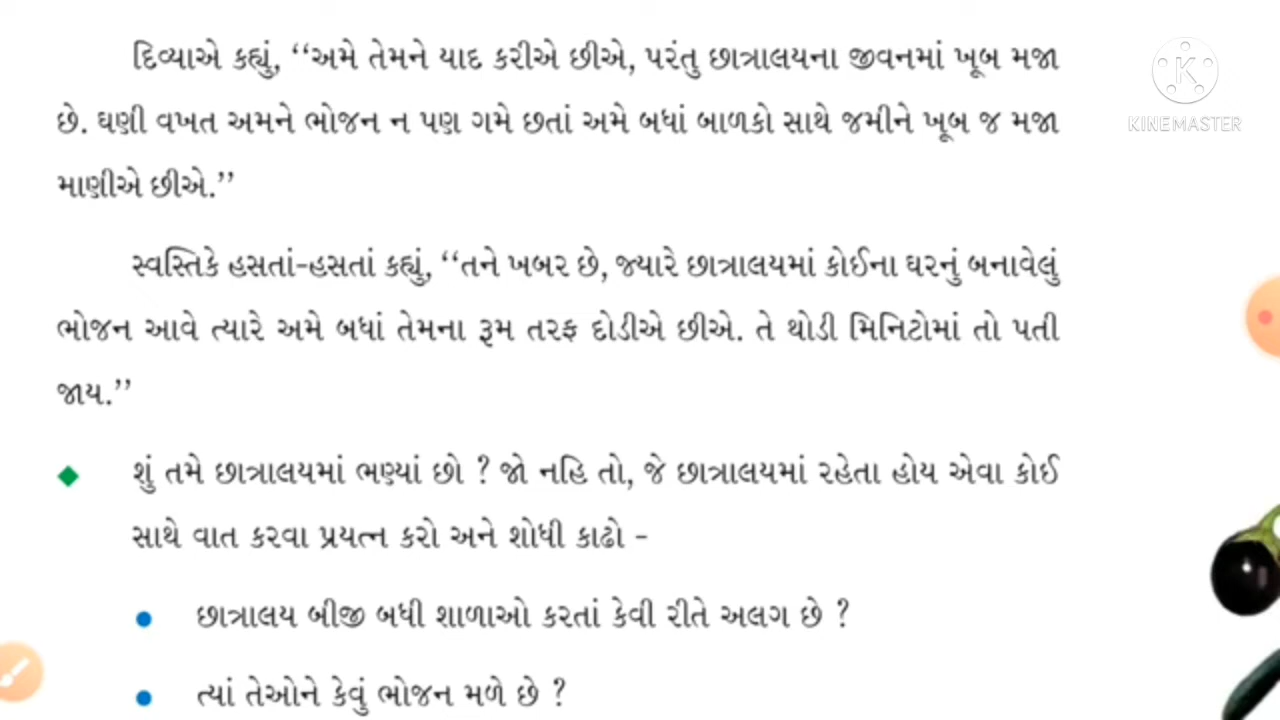 દિવ્યાએ કહ્યું, ‘‘અમે તેમને યાદ કરીએ છીએ, પરંતુ છાત્રાલયના જીવનમાં ખૂબ મજા
છે. ઘણી વખત અમને ભોજન ન પણ ગમે છતાં અમે બધાં બાળકો સાથે જમીને ખૂબ જ મજા
માણીએ છીએ.’’
સ્વસ્તિકે હસતાં-હસતાં કહ્યું, ‘‘તને ખબર છે, જ્યારે છાત્રાલયમાં કોઈના ઘરનું બનાવેલું
ભોજન આવે ત્યારે અમે બધાં તેમના રૂમ તરફ દોડીએ છીએ. તે થોડી મિનિટોમાં તો પતી
જાય.’’
શું તમે છાત્રાલયમાં ભણ્યાં છો ? જો નહિ તો, જે છાત્રાલયમાં રહેતા હોય એવા કોઈ
સાથે વાત કરવા પ્રયત્ન કરો અને શોધી કાઢો -
છાત્રાલય બીજી બધી શાળાઓ કરતાં કેવી રીતે અલગ છે ?
ત્યાં તેઓને કેવું ભોજન મળે છે ?
K
KINEMASTER